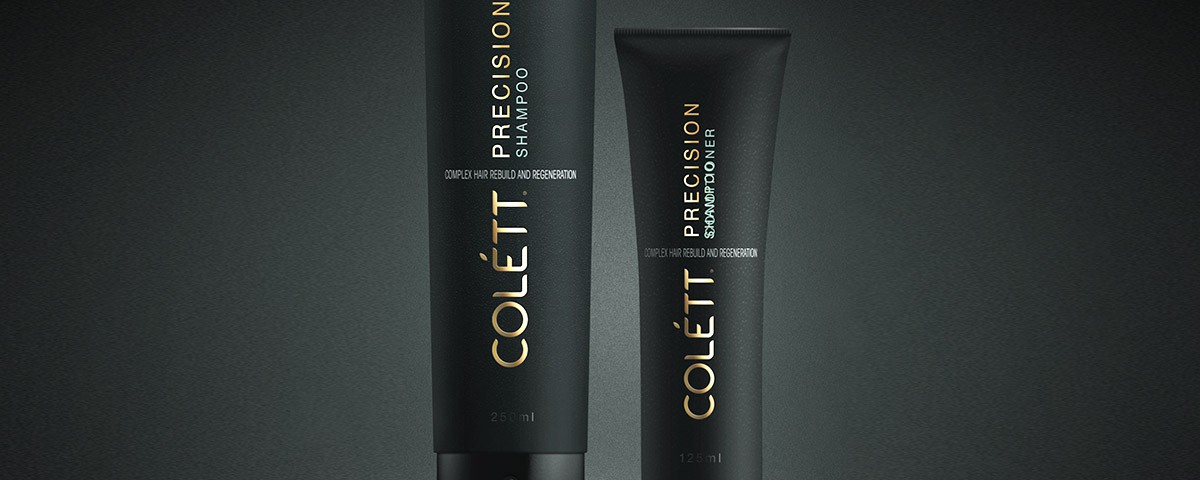 PRECISION
SHAMPOO
COMPLEX HAIR REBUILD AND REGENERATION
COLÉTT®
250ml
PRECISION
COMPLEX HAIR REBUILD AND REGENERATION
COLÉTT®
125ml